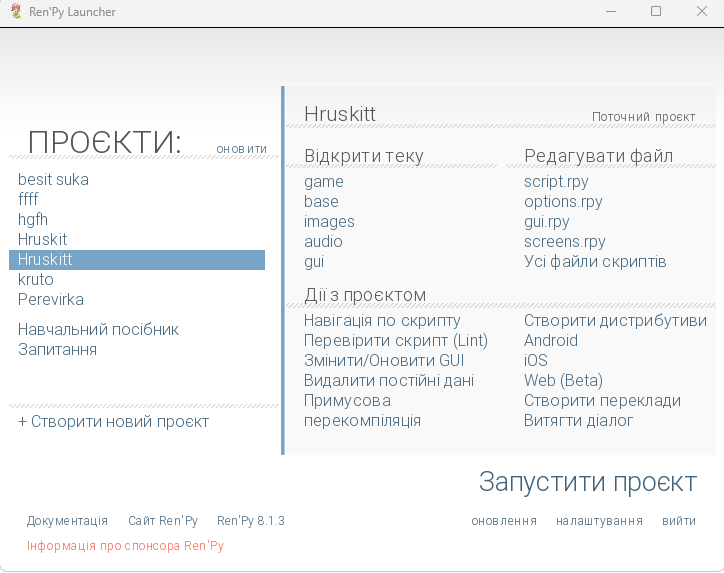 Ren'Py Launcher
ПРОЄКТИ:
оновити
besit suka
ffff
hgfh
Hruskit
Hruskitt
kruto
Perevirka
Навчальний посібник
Запитання
+ Створити новий проєкт
Hruskitt
Поточний проєкт
Відкрити теку
game
base
images
audio
gui
Редагувати файл
script.rpy
options.rpy
gui.rpy
screens.rpy
Усі файли скриптів
Дії з проєктом
Навігація по скрипту
Перевірити скрипт (Lint)
Змінити/Оновити GUI
Видалити постійні дані
Примусова
перекомпіляція
Створити дистрибутиви
Android
iOS
Web (Beta)
Створити переклади
Витягти діалог
Запустити проєкт
Документація
Сайт Ren'Py
Ren'Py 8.1.3
оновлення
налаштування
вийти
Інформація про спонсора Ren'Py